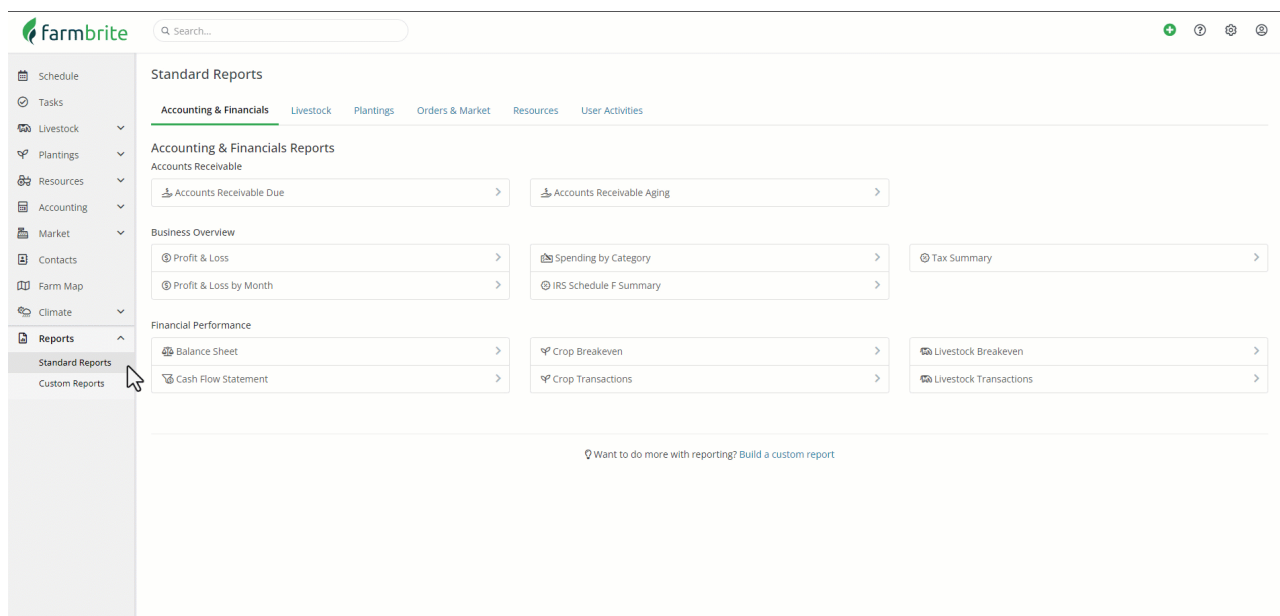 farmbrite
Search...
Schedule
Tasks
Livestock
Plantings
Resources
Accounting
Market
Contacts
Farm Map
Climate
Reports
Standard Reports
Custom Reports
Standard Reports
Accounting & Financials Livestock Plantings Orders & Market Resources User Activities
Accounting & Financials Reports
Accounts Receivable
Accounts Receivable Due Accounts Receivable Aging
Business Overview
Profit & Loss Spending by Category Tax Summary
Profit & Loss by Month IRS Schedule F Summary
Financial Performance
Balance Sheet Crop Breakeven Livestock Breakeven
Cash Flow Statement Crop Transactions Livestock Transactions
Want to do more with reporting? Build a custom report